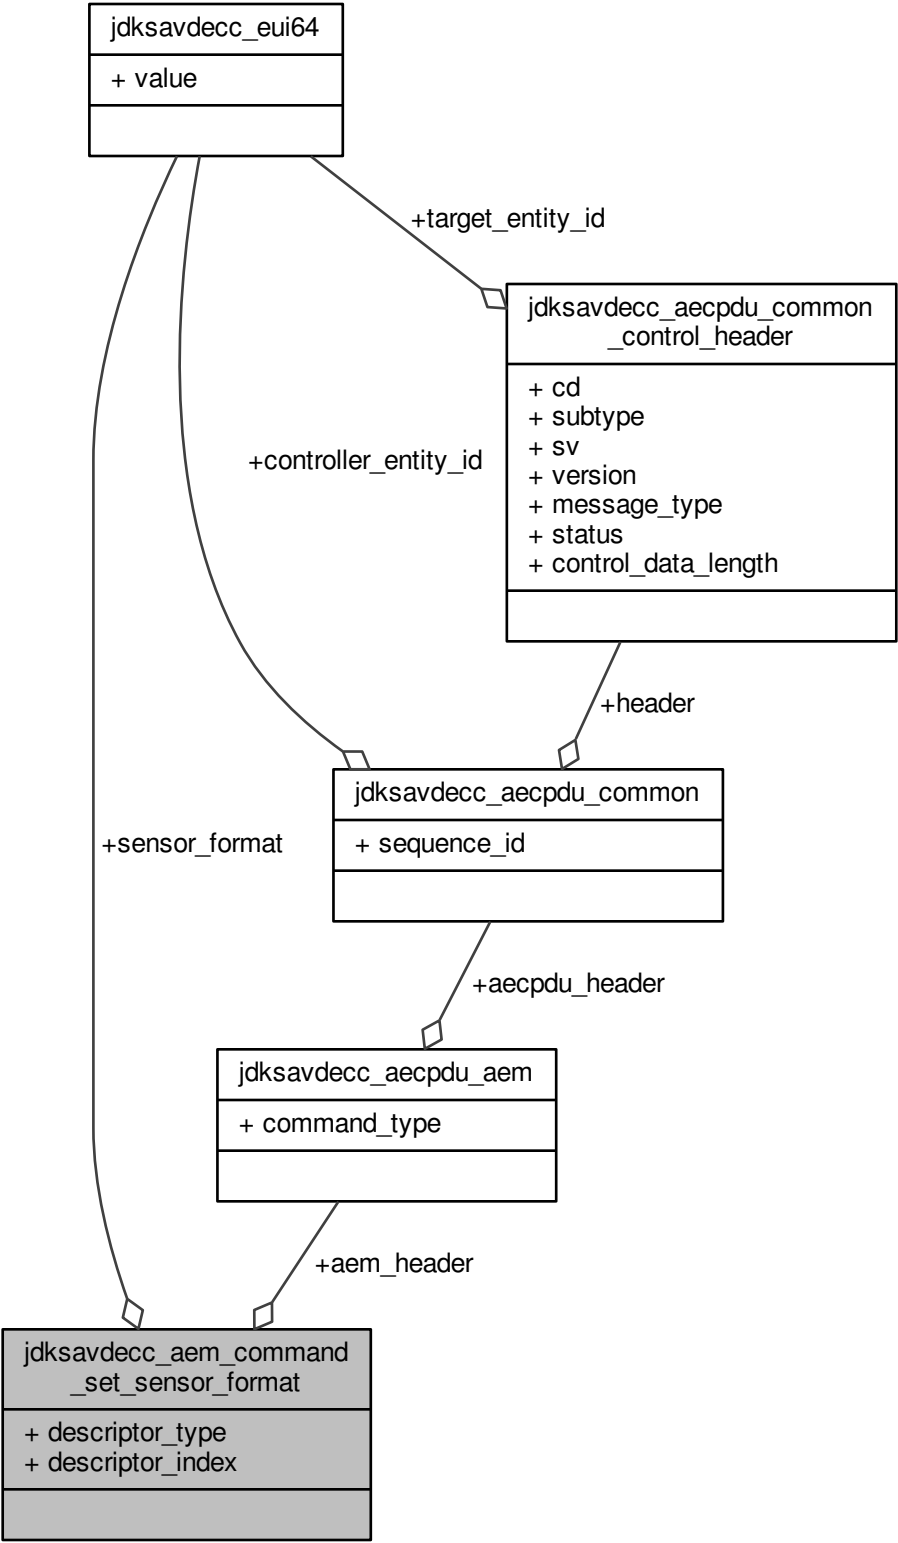 jdksavdecc_eui64
+ value
+target_entity_id
jdksavdecc_aecpdu_common
_control_header
+ cd
+ subtype
+ sv
+ version
+ message_type
+ status
+ control_data_length
+controller_entity_id
+header
jdksavdecc_aecpdu_common
+ sequence_id
+sensor_format
+aecpdu_header
jdksavdecc_aecpdu_aem
+ command_type
+aem_header
jdksavdecc_aem_command
_set_sensor_format
+ descriptor_type
+ descriptor_index